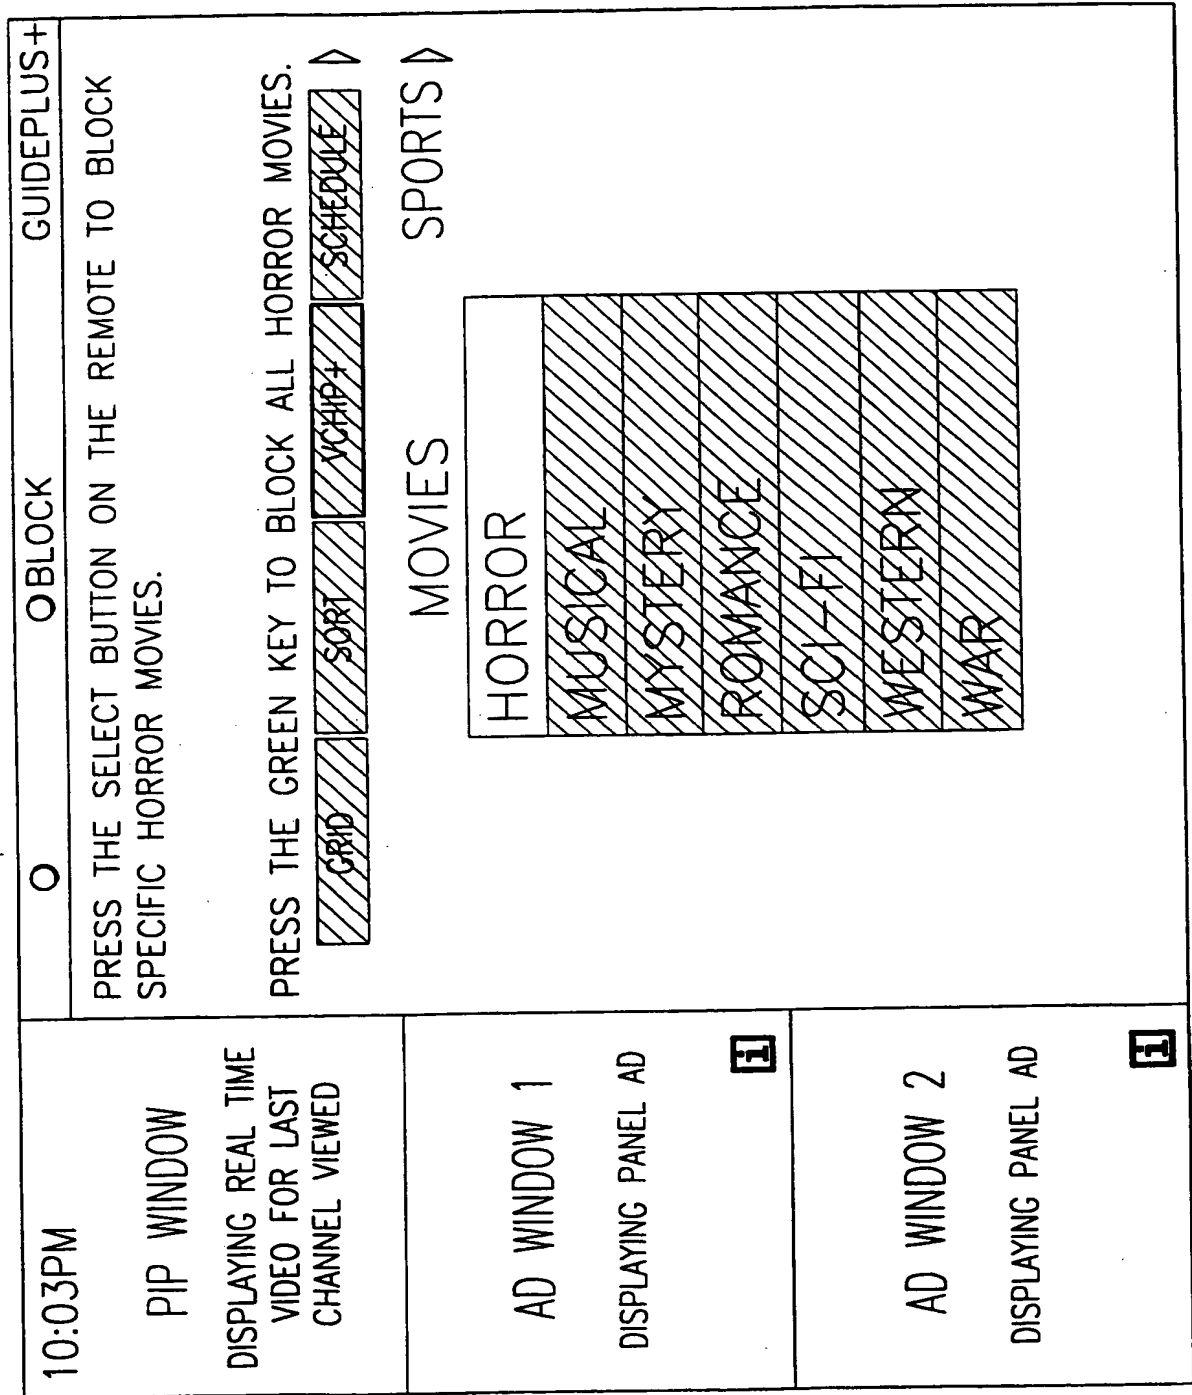 10:03PM
O
O BLOCK
GUIDEPLUS+
PIP WINDOW
DISPLAYING REAL TIME
VIDEO FOR LAST
CHANNEL VIEWED
AD WINDOW 1
DISPLAYING PANEL AD
i
AD WINDOW 2
DISPLAYING PANEL AD
i
PRESS THE SELECT BUTTON ON THE REMOTE TO BLOCK
SPECIFIC HORROR MOVIES.
PRESS THE GREEN KEY TO BLOCK ALL HORROR MOVIES.
GRID SORT VCHIP+ SCHEDULE
MOVIES SPORTS
HORROR
MUSICAL
MYSTERY
ROMANCE
SCI-FI
WESTERN
WAR